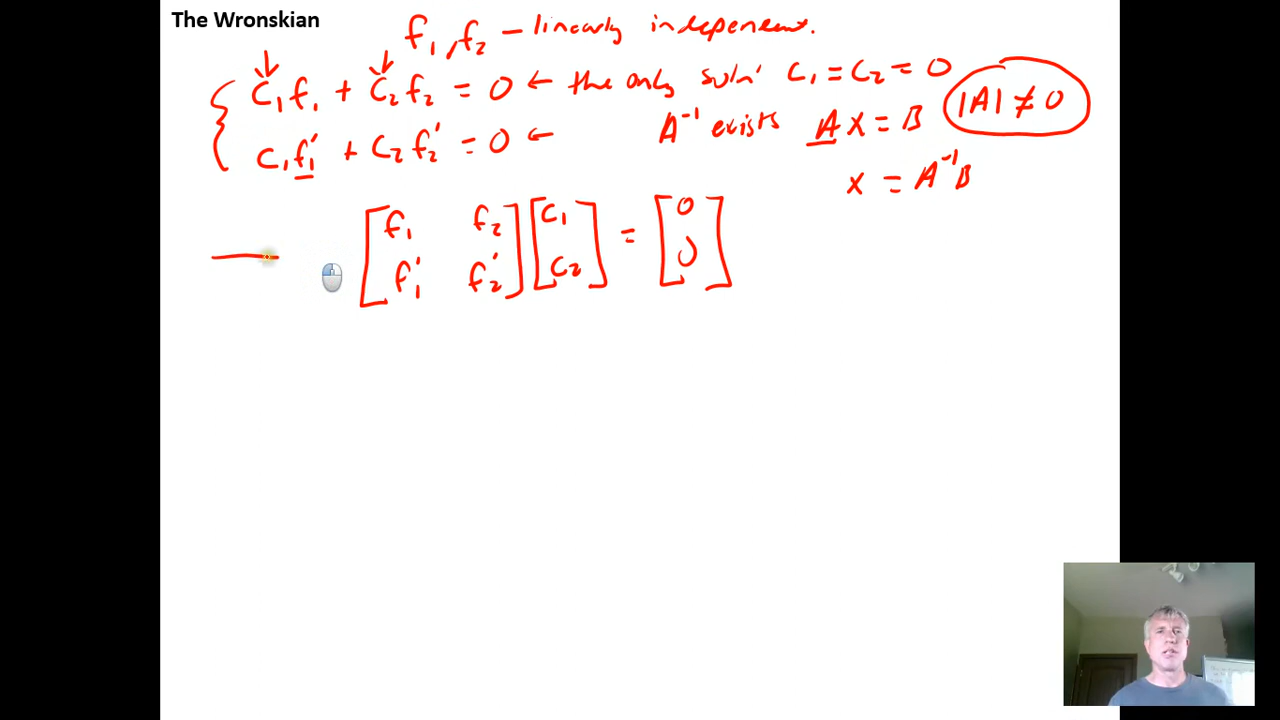 The Wronskian
f₁, f₂ – linearly independent.
C₁f₁ + C₂f₂ = 0 ← the only soln' C₁ = C₂ = 0
|A| ≠ 0
C₁f₁' + C₂f₂' = 0 ← A⁻¹ exists AX = B
X = A⁻¹B
[f₁ f₂] [C₁] = [0]
[f₁' f₂'] [C₂] [0]